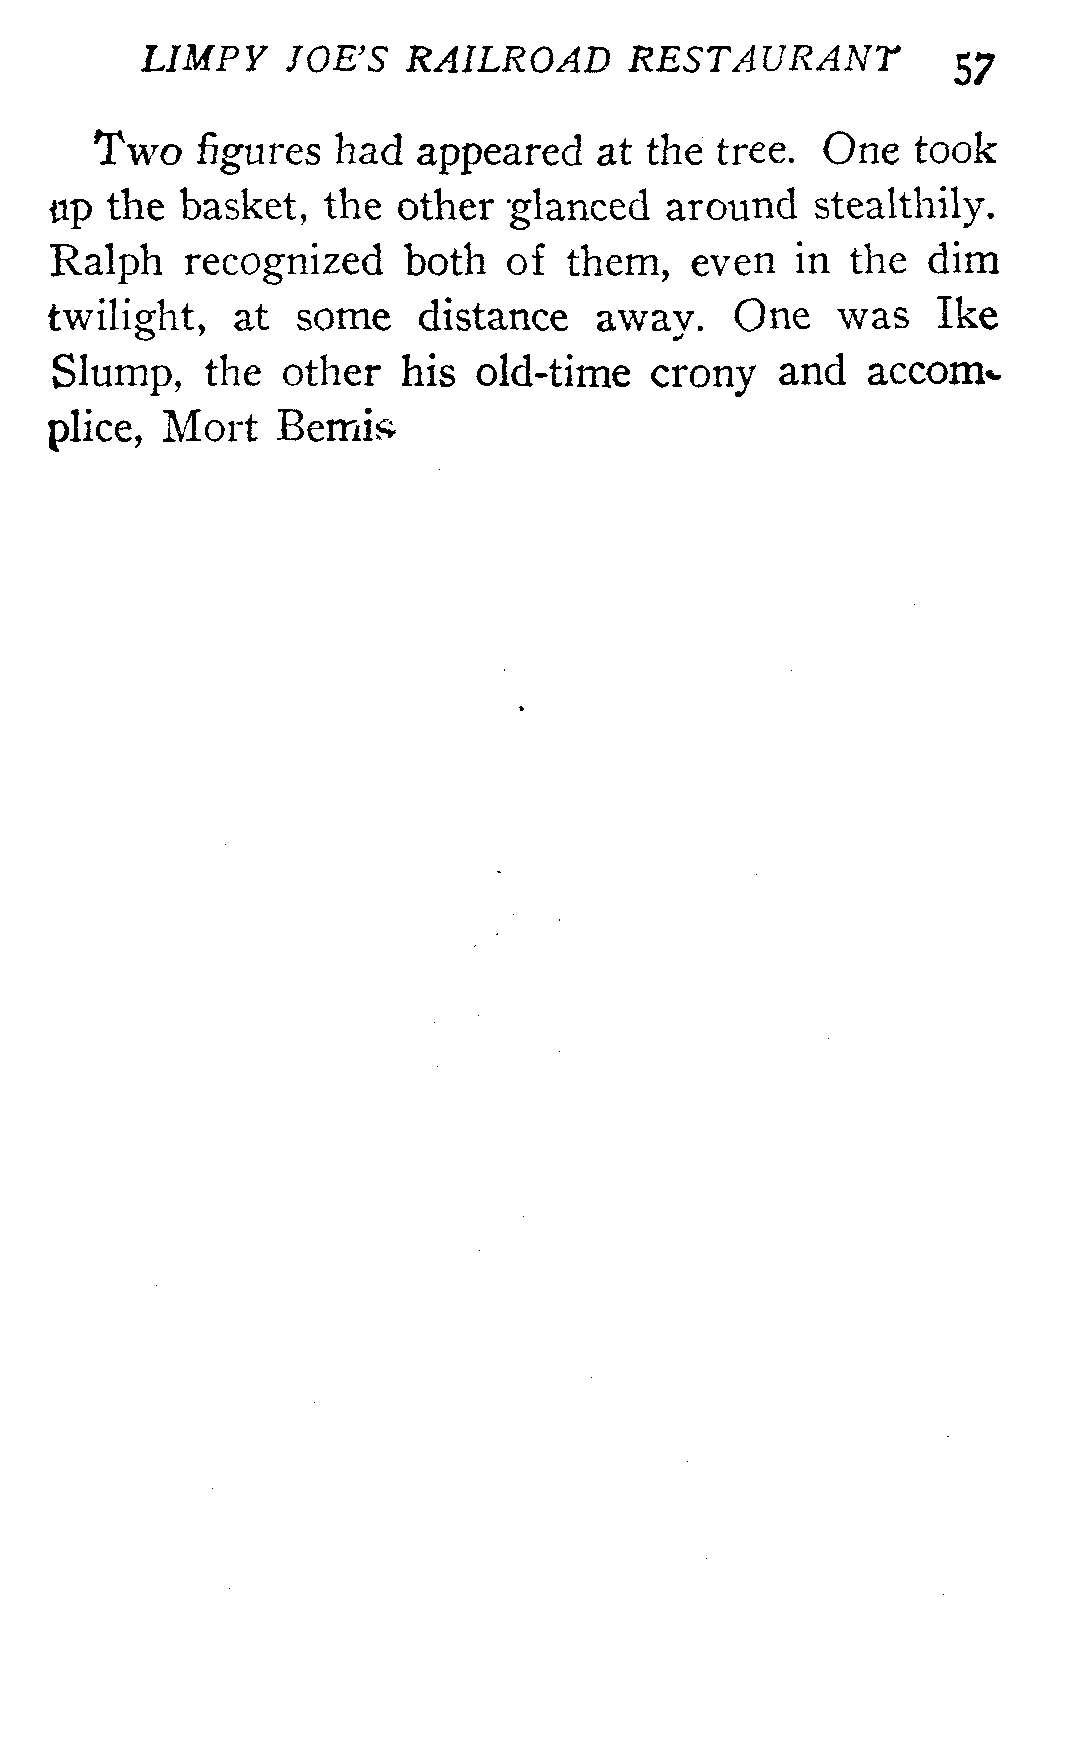 LIMPY JOE'S RAILROAD RESTAURANT 57
Two figures had appeared at the tree. One took
up the basket, the other glanced around stealthily.
Ralph recognized both of them, even in the dim
twilight, at some distance away. One was Ike
Slump, the other his old-time crony and accom-
plice, Mort Bemis